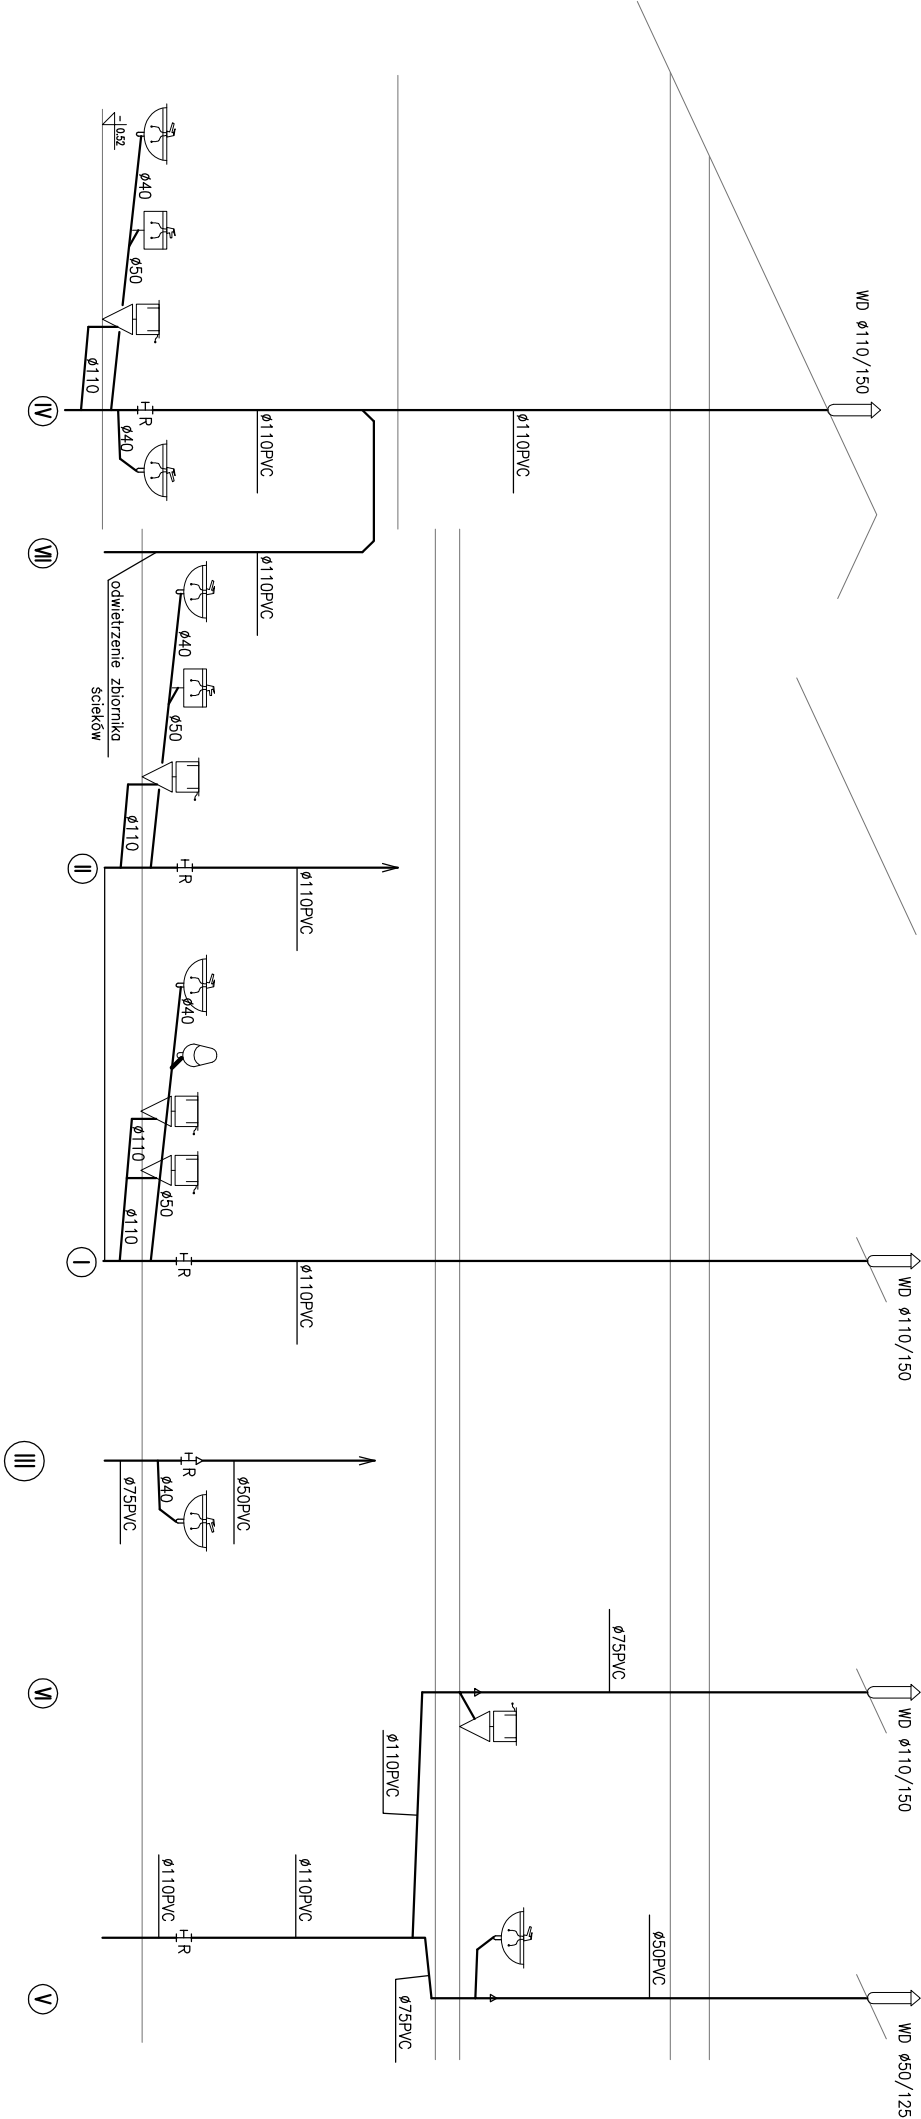 WD ø110/150
- 0.52
ø40
ø50
ø110
R
ø40
ø110PVC
ø110PVC
IV
VII
ø110PVC
odwietrzenie zbiornika
ścieków
ø40
ø50
ø110
R
ø110PVC
II
ø40
ø110
ø50
ø110
R
ø110PVC
WD ø110/150
I
R
ø50PVC
ø40
ø75PVC
III
ø75PVC
WD ø110/150
VI
ø110PVC
ø110PVC
ø110PVC
R
ø50PVC
ø75PVC
WD ø50/125
V